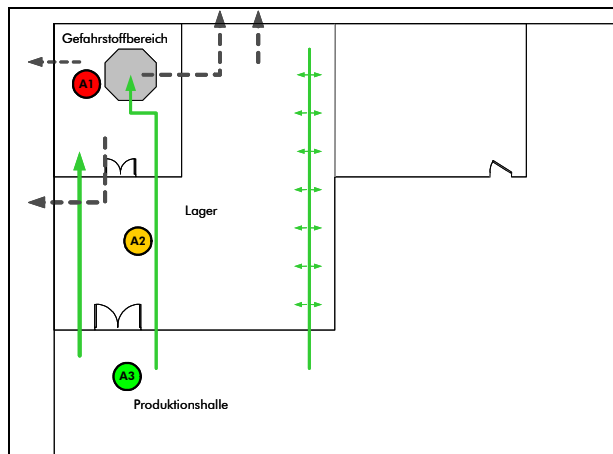 Gefahrstoffbereich
A1
Lager
A2
A3
Produktionshalle